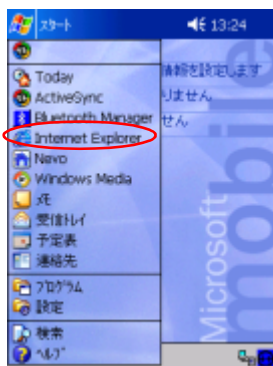 スタート 13:24
Today
ActiveSync
Bluetooth Manager
Internet Explorer
Nevo
Windows Media
メモ
受信トレイ
予定表
連絡先
プログラム
設定
検索
ヘルプ
情報を設定します
りません
せん
Microsoft
mobile